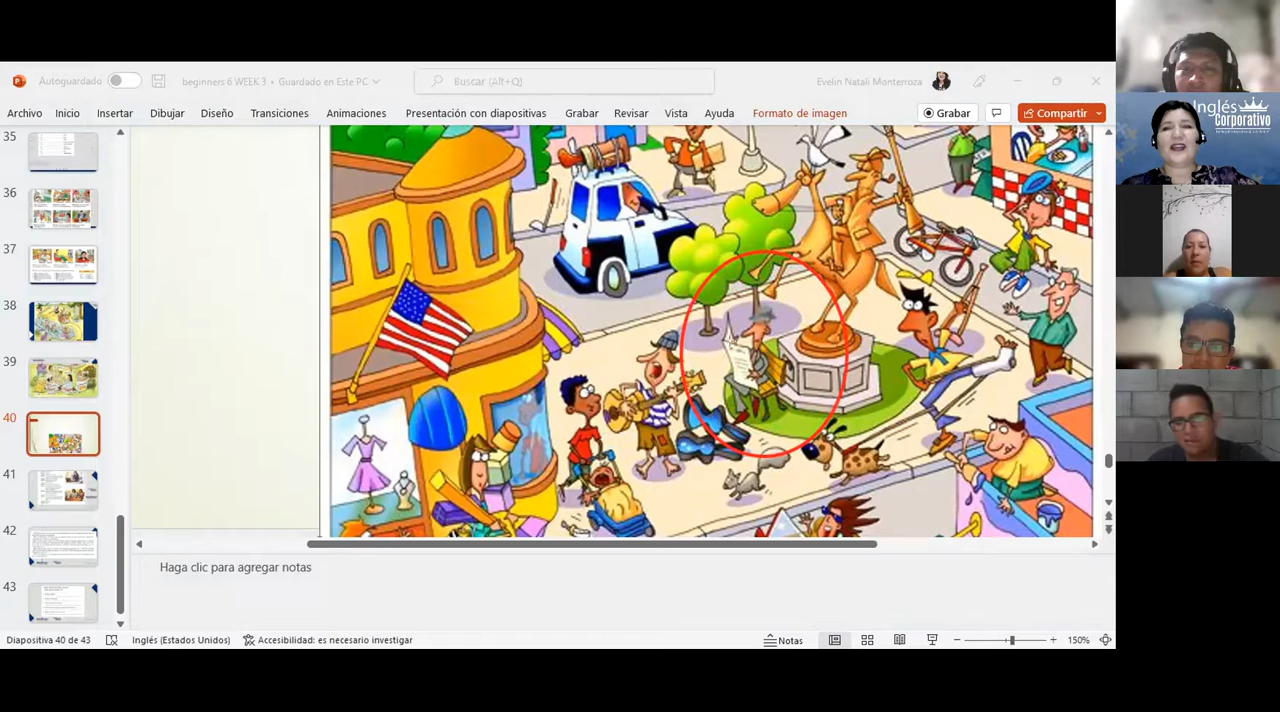 Autoguardado
beginners 6 WEEK 3 • Guardado en Este PC
Buscar (Alt+Q)
Evelin Natali Monterroza
Archivo Inicio Insertar Dibujar Diseño Transiciones Animaciones Presentación con diapositivas Grabar Revisar Vista Ayuda Formato de imagen
Grabar
Compartir
Inglés
Corporativo
35
36
37
38
39
40
41
42
43
Haga clic para agregar notas
Diapositiva 40 de 43
Inglés (Estados Unidos)
Accesibilidad: es necesario investigar
Notas
150%